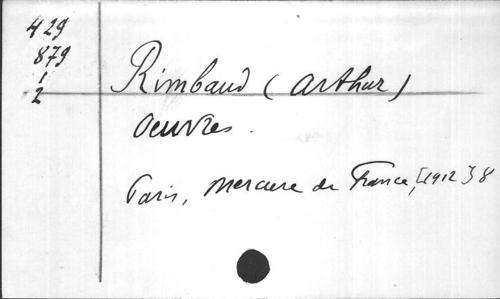 429
879
1
2
Rimbaud (Arthur)
Oeuvres.
Paris, Mercure de France, [1912] 8